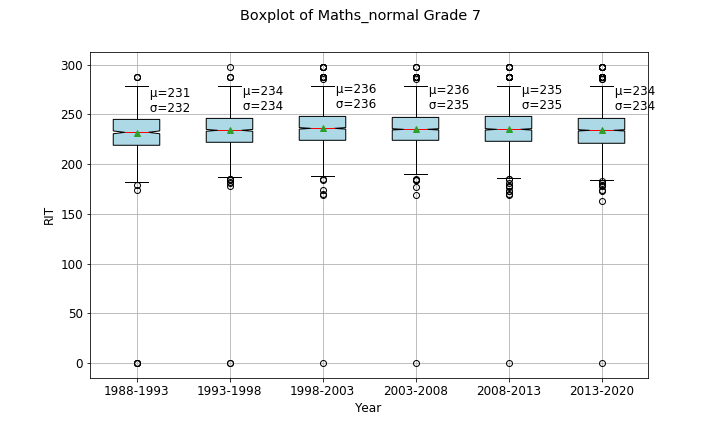 Boxplot of Maths_normal Grade 7
300
250
200
150
100
50
0
RIT
μ=231
σ=232
μ=234
σ=234
μ=236
σ=236
μ=236
σ=235
μ=235
σ=235
μ=234
σ=234
1988-1993 1993-1998 1998-2003 2003-2008 2008-2013 2013-2020
Year